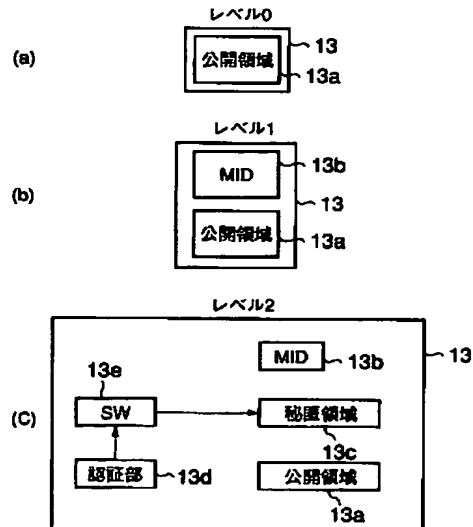 レベル0
(a)
公開領域
13
13a
レベル1
(b)
MID
13b
13
公開領域
13a
レベル2
(C)
MID
13b
13
13e
SW
秘匿領域
13c
認証部
13d
公開領域
13a